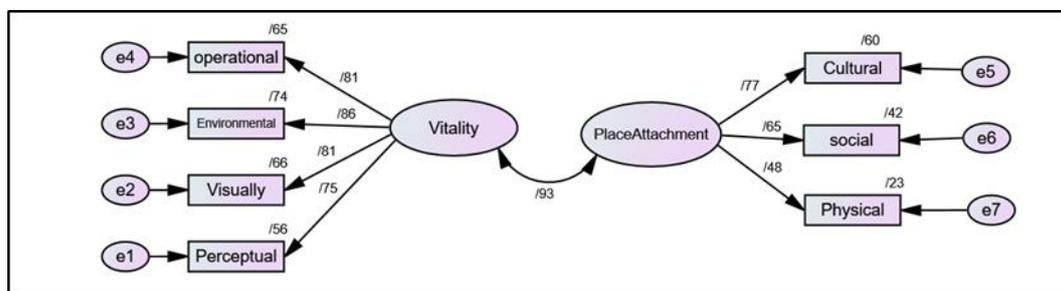 /65
e4
operational
/81
/74
e3
Environmental
/86
/66
e2
Visually
/81
/56
e1
Perceptual
/75
Vitality
/93
PlaceAttachment
/77
/60
Cultural
e5
/65
/42
social
e6
/48
/23
Physical
e7